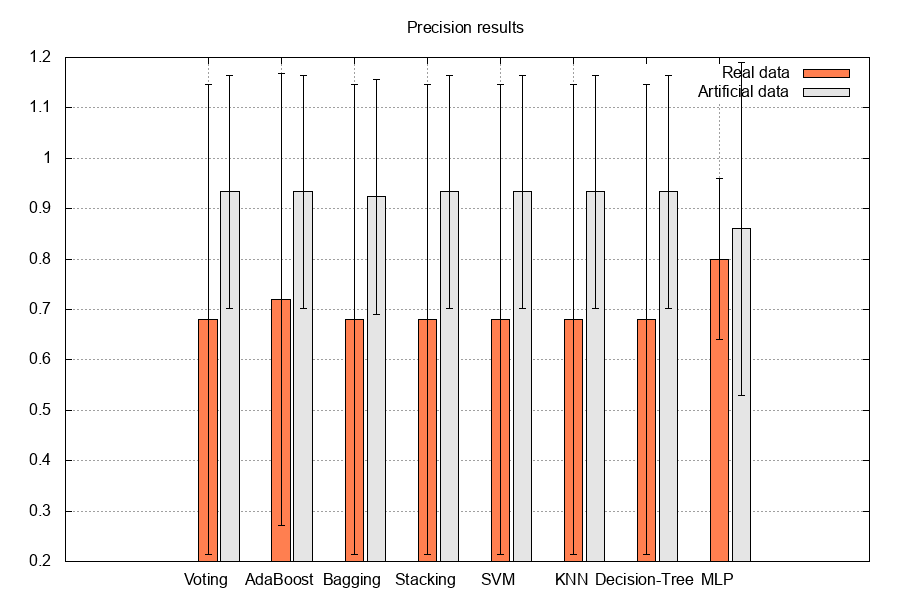 Precision results
1.2
1.1
1
0.9
0.8
0.7
0.6
0.5
0.4
0.3
0.2
Real data
Artificial data
Voting AdaBoost Bagging Stacking SVM KNN Decision-Tree MLP